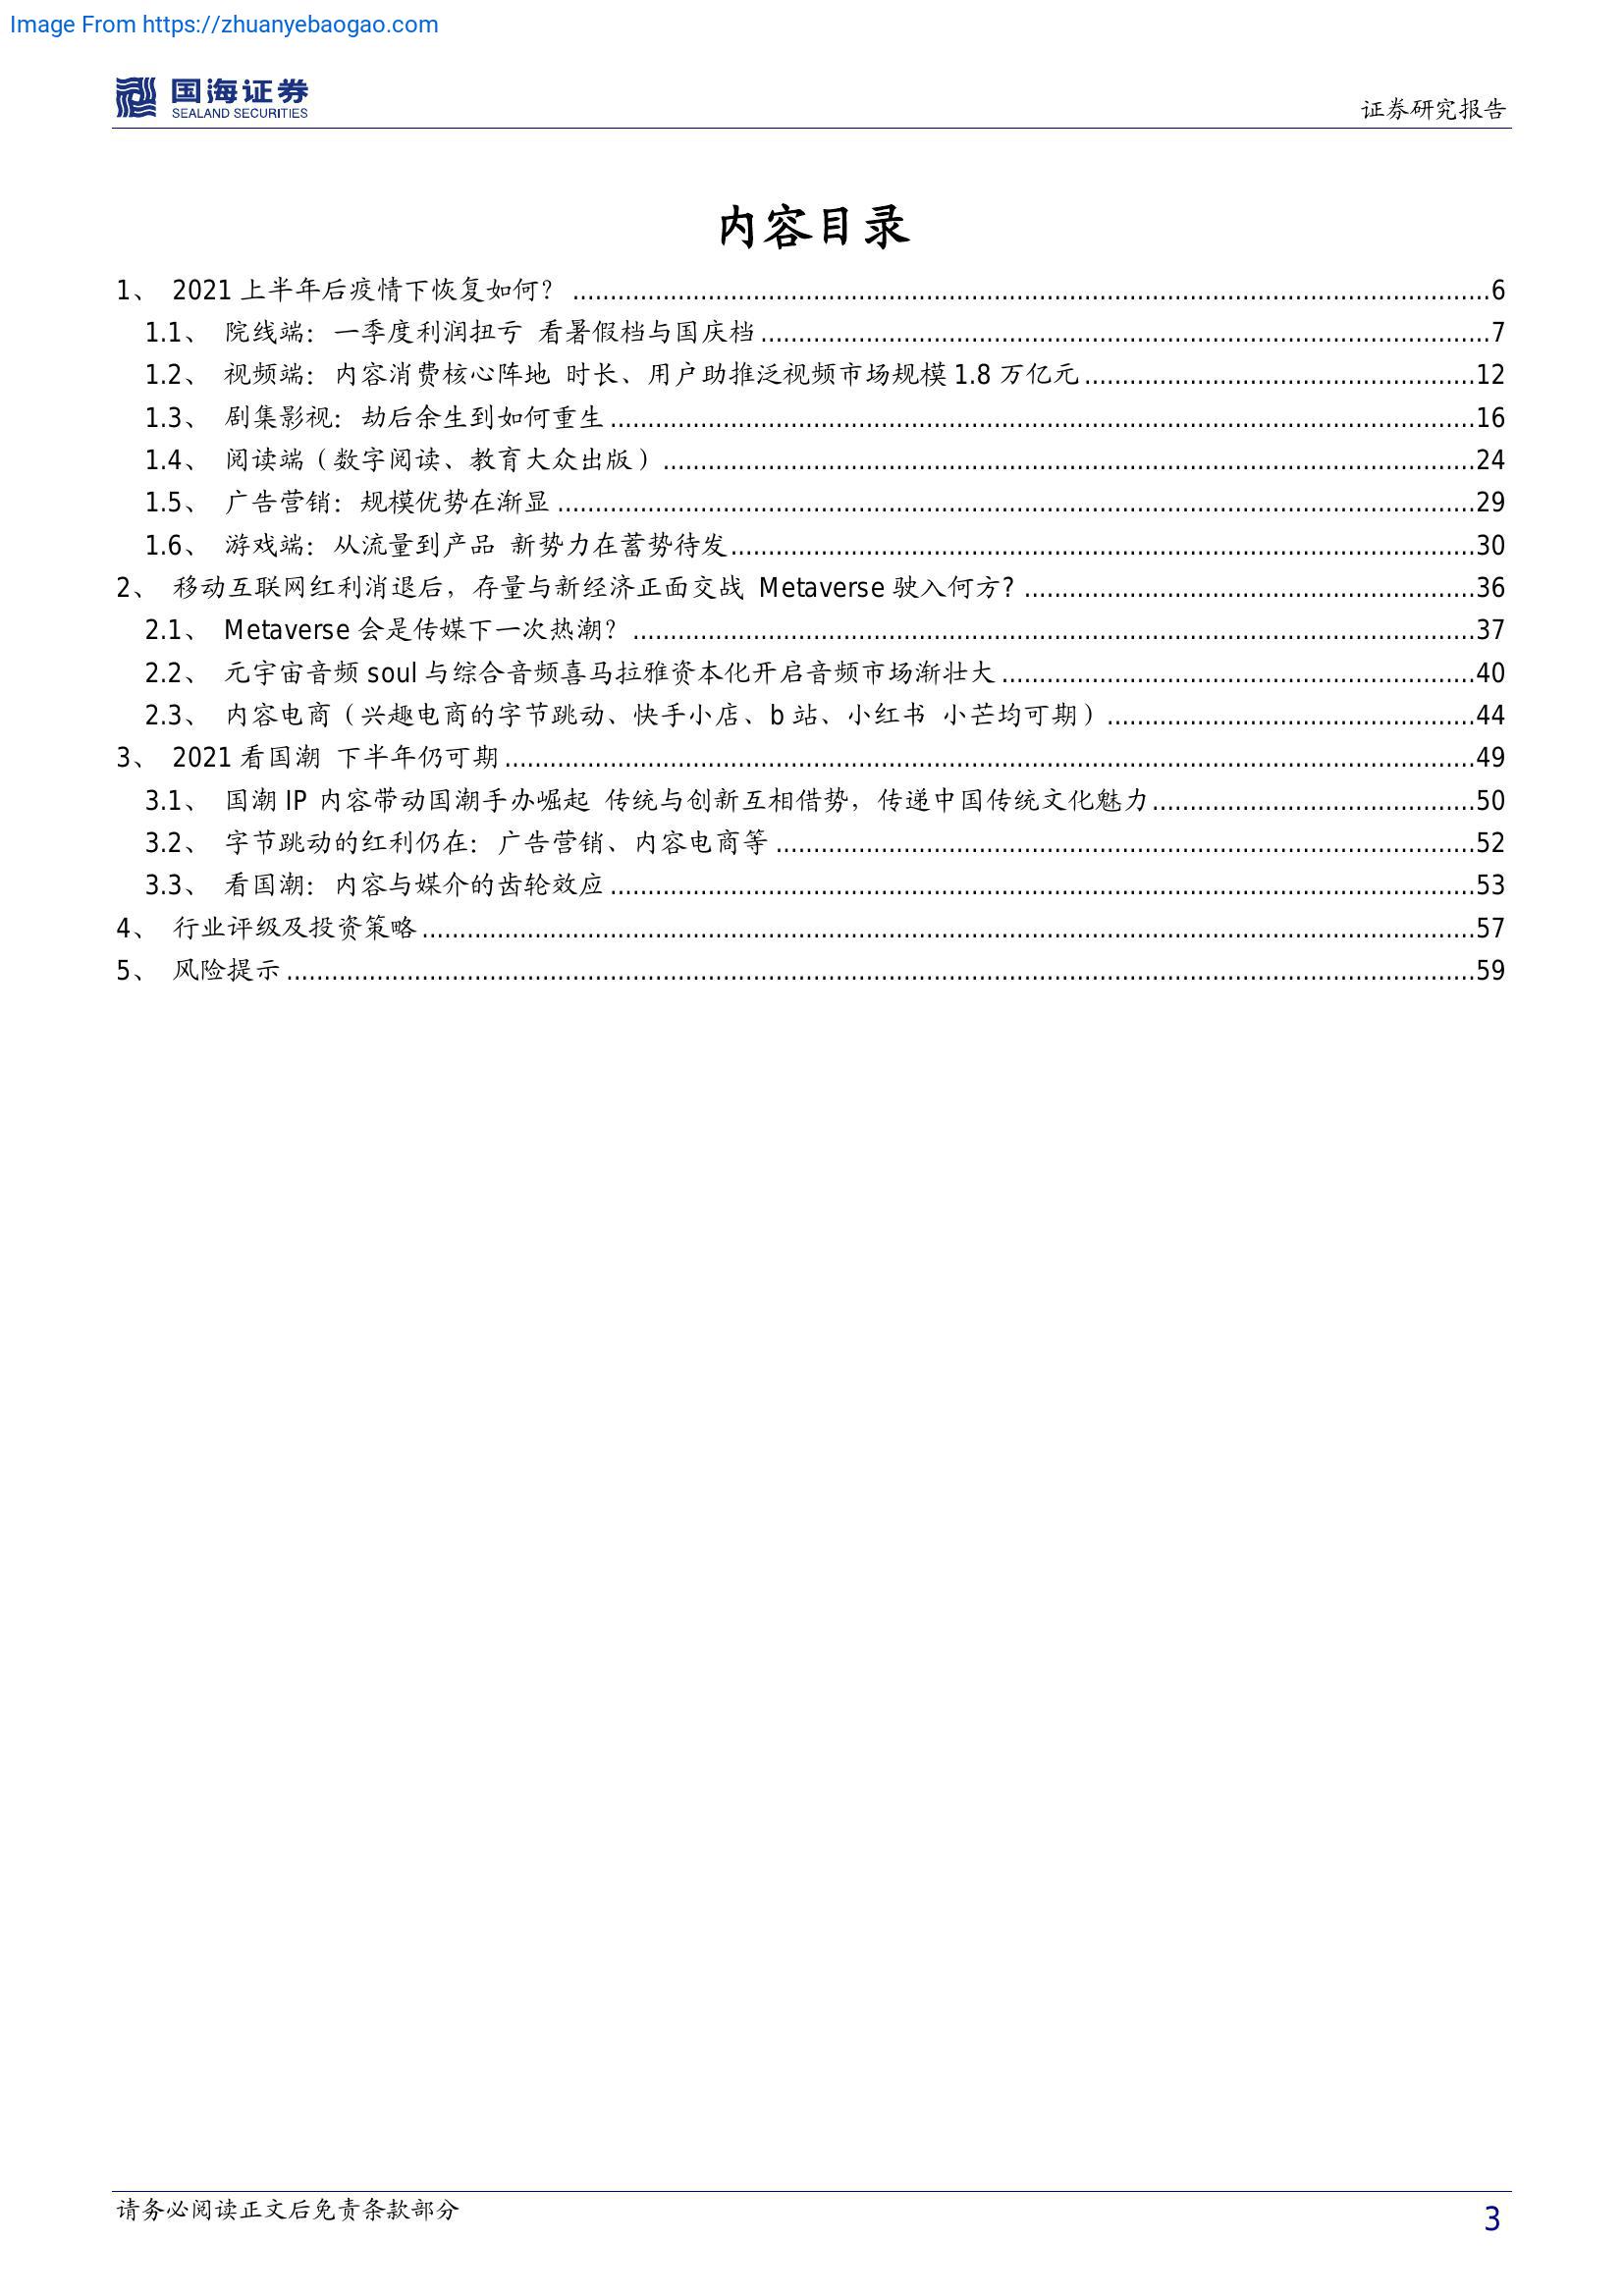 Image From https://zhuanyebaogao.com
国海证券
SEALAND SECURITIES
证券研究报告
内容目录
1、 2021 上半年后疫情下恢复如何？ ........................................6
1.1、 院线端：一季度利润扭亏 看暑假档与国庆档........................................7
1.2、 视频端：内容消费核心阵地 时长、用户助推泛视频市场规模 1.8 万亿元........................................12
1.3、 剧集影视：劫后余生到如何重生........................................16
1.4、 阅读端（数字阅读、教育大众出版）........................................24
1.5、 广告营销：规模优势在渐显........................................29
1.6、 游戏端：从流量到产品 新势力在蓄势待发........................................30
2、 移动互联网红利消退后，存量与新经济正面交战 Metaverse 驶入何方?........................................36
2.1、 Metaverse 会是传媒下一次热潮？........................................37
2.2、 元宇宙音频 soul 与综合音频喜马拉雅资本化开启音频市场渐壮大........................................40
2.3、 内容电商（兴趣电商的字节跳动、快手小店、b 站、小红书 小芒均可期）........................................44
3、 2021 看国潮 下半年仍可期........................................49
3.1、 国潮 IP 内容带动国潮手办崛起 传统与创新互相借势，传递中国传统文化魅力........................................50
3.2、 字节跳动的红利仍在：广告营销、内容电商等........................................52
3.3、 看国潮：内容与媒介的齿轮效应........................................53
4、 行业评级及投资策略........................................57
5、 风险提示........................................59
请务必阅读正文后免责条款部分
3